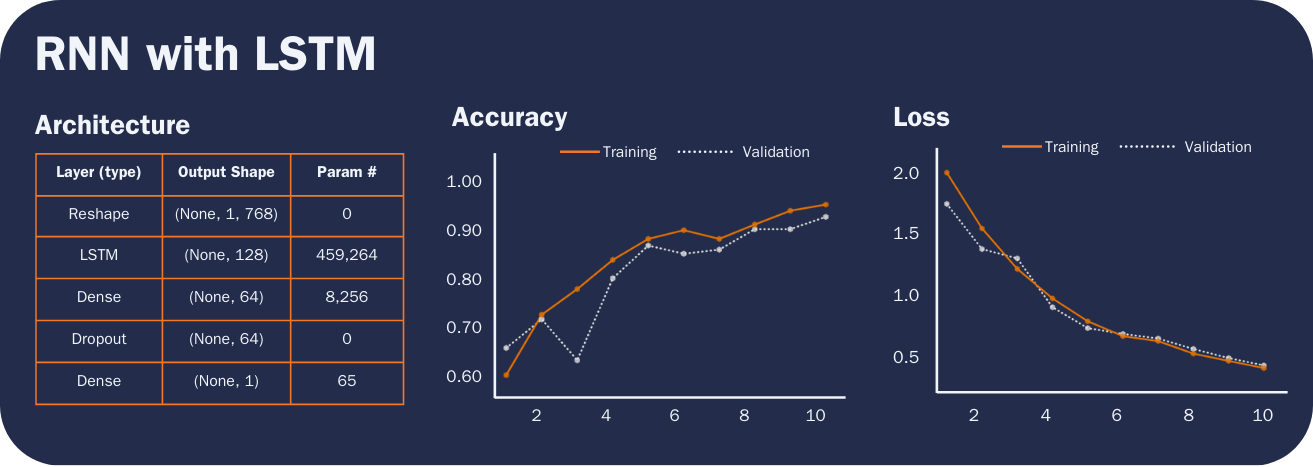 RNN with LSTM
Architecture
Layer (type) Output Shape Param #
Reshape (None, 1, 768) 0
LSTM (None, 128) 459,264
Dense (None, 64) 8,256
Dropout (None, 64) 0
Dense (None, 1) 65
Accuracy
Training Validation
1.00
0.90
0.80
0.70
0.60
2 4 6 8 10
Loss
Training Validation
2.0
1.5
1.0
0.5
2 4 6 8 10